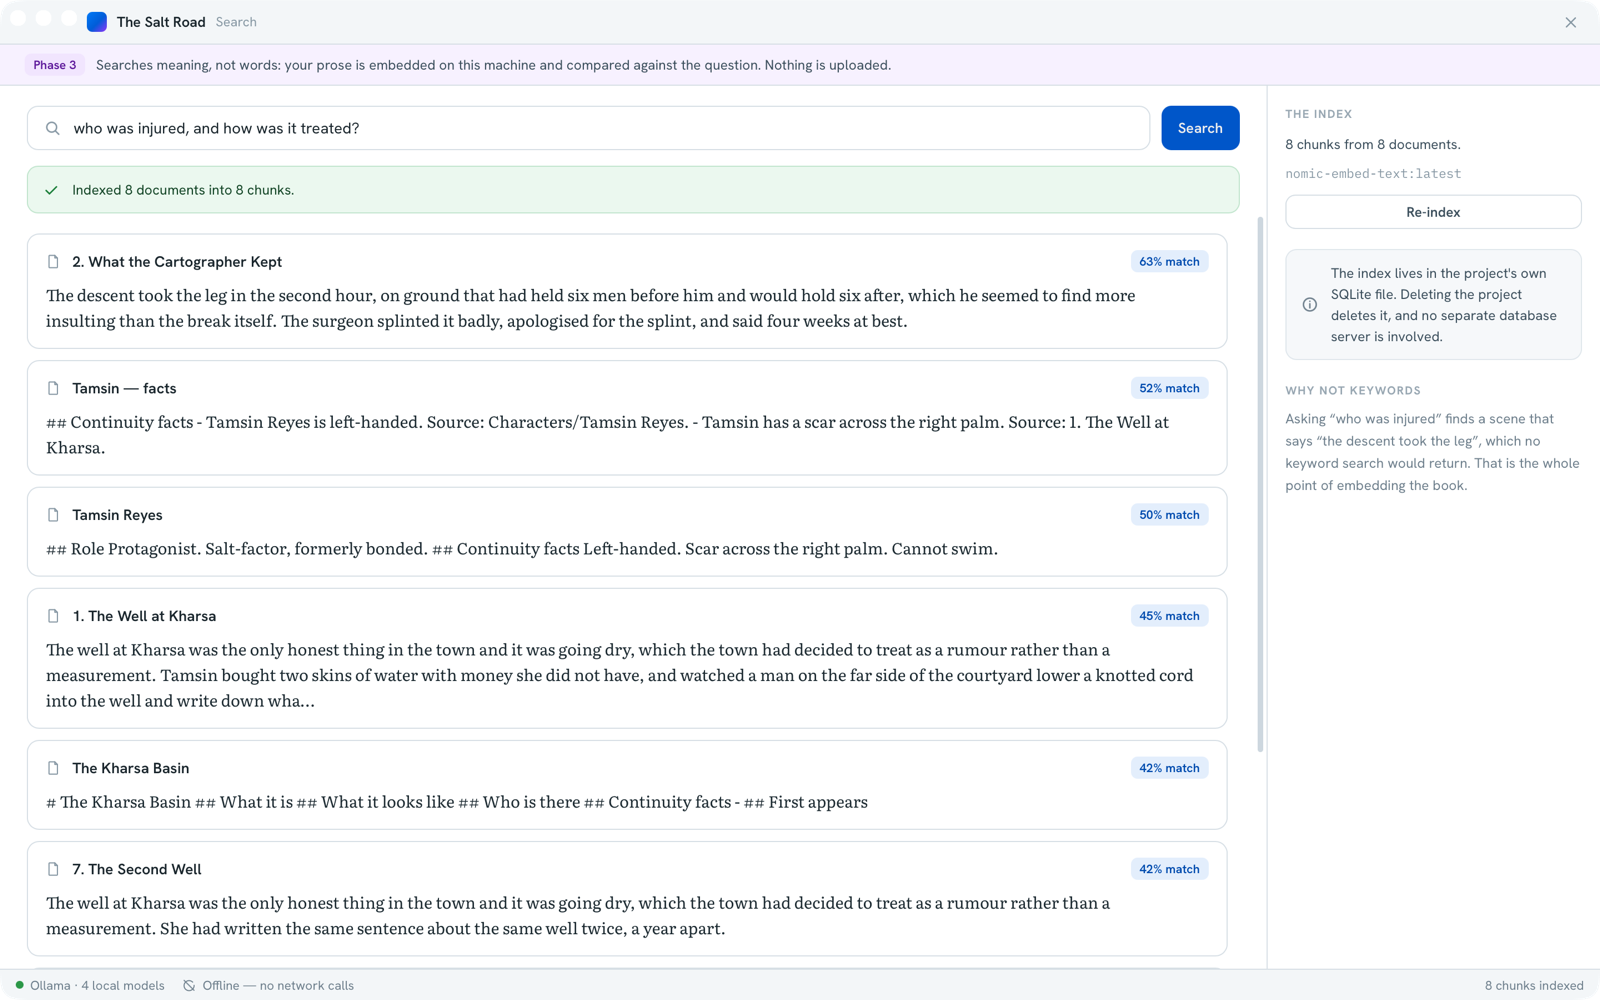 The Salt Road Search
Phase 3 Searches meaning, not words: your prose is embedded on this machine and compared against the question. Nothing is uploaded.
who was injured, and how was it treated?
Search
Indexed 8 documents into 8 chunks.
2. What the Cartographer Kept
63% match
The descent took the leg in the second hour, on ground that had held six men before him and would hold six after, which he seemed to find more
insulting than the break itself. The surgeon splinted it badly, apologised for the splint, and said four weeks at best.
Tamsin — facts
52% match
## Continuity facts - Tamsin Reyes is left-handed. Source: Characters/Tamsin Reyes. - Tamsin has a scar across the right palm. Source: 1. The Well at
Kharsa.
Tamsin Reyes
50% match
## Role Protagonist. Salt-factor, formerly bonded. ## Continuity facts Left-handed. Scar across the right palm. Cannot swim.
1. The Well at Kharsa
45% match
The well at Kharsa was the only honest thing in the town and it was going dry, which the town had decided to treat as a rumour rather than a
measurement. Tamsin bought two skins of water with money she did not have, and watched a man on the far side of the courtyard lower a knotted cord
into the well and write down wha…
The Kharsa Basin
42% match
# The Kharsa Basin ## What it is ## What it looks like ## Who is there ## Continuity facts - ## First appears
7. The Second Well
42% match
The well at Kharsa was the only honest thing in the town and it was going dry, which the town had decided to treat as a rumour rather than a
measurement. She had written the same sentence about the same well twice, a year apart.
THE INDEX
8 chunks from 8 documents.
nomic-embed-text:latest
Re-index
The index lives in the project's own
SQLite file. Deleting the project
deletes it, and no separate database
server is involved.
WHY NOT KEYWORDS
Asking “who was injured” finds a scene that
says “the descent took the leg”, which no
keyword search would return. That is the whole
point of embedding the book.
Ollama · 4 local models
Offline — no network calls
8 chunks indexed